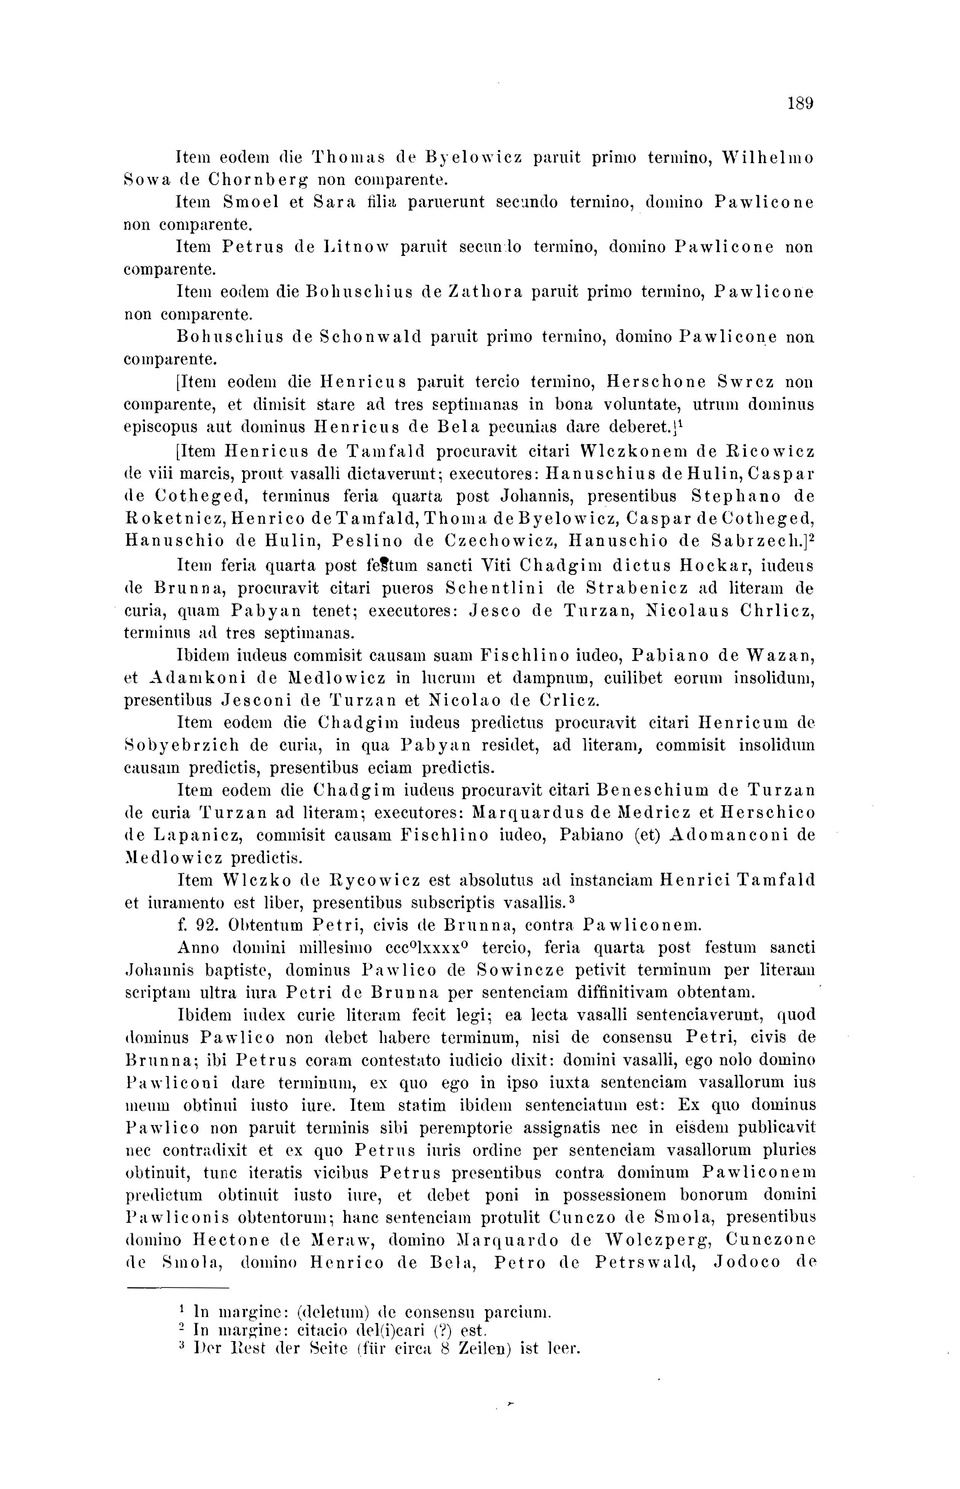 189
Item eodem die Thomas de Byelowicz paruit primo termino, Wilhelmo
Sowa de Chornberg non comparente.
Item Smoel et Sara filia paruerunt secundo termino, domino Pawlicone
non comparente.
Item Petrus de Litnow paruit secundo termino, domino Pawlicone non
comparente.
Item eodem die Bohuschius de Zathora paruit primo termino, Pawlicone
non comparente.
Bohuschius de Schonwald paruit primo termino, domino Pawlicone non
comparente.
[Item eodem die Henricus paruit tercio termino, Herschone Swrcz non
comparente, et dimisit stare ad tres septimanas in bona voluntate, utrum dominus
episcopus aut dominus Henricus de Bela pecunias dare deberet.]¹
[Item Henricus de Tamfald procuravit citari Wlczkonem de Ricowicz
de viii marcis, prout vasalli dictaverunt; executores: Hanuschius de Hulin, Caspar
de Cotheged, terminus feria quarta post Johannis, presentibus Stephano de
Roketnicz, Henrico de Tamfald, Thoma de Byelowicz, Caspar de Cotheged,
Hanuschio de Hulin, Peslino de Czechowicz, Hanuschio de Sabrzech.]²
Item feria quarta post festum sancti Viti Chadgim dictus Hockar, iudeus
de Brunna, procuravit citari pueros Schentlini de Strabenicz ad literam de
curia, quam Pabyan tenet; executores: Jesco de Turzan, Nicolaus Chrlicz,
terminus ad tres septimanas.
Ibidem iudeus commisit causam suam Fischlino iudeo, Pabiano de Wazan,
et Adamkoni de Medlowicz in lucrum et dampnum, cuilibet eorum insolidum,
presentibus Jesconi de Turzan et Nicolao de Crlicz.
Item eodem die Chadgim iudeus predictus procuravit citari Henricum de
Sobyebrzich de curia, in qua Pabyan residet, ad literam, commisit insolidum
causam predictis, presentibus eciam predictis.
Item eodem die Chadgim iudeus procuravit citari Beneschium de Turzan
de curia Turzan ad literam; executores: Marquardus de Medricz et Herschico
de Lapanicz, commisit causam Fischlino iudeo, Pabiano (et) Adomanconi de
Medlowicz predictis.
Item Wlczko de Rycowicz est absolutus ad instanciam Henrici Tamfald
et iuramento est liber, presentibus subscriptis vasallis.³
f. 92. Obtentum Petri, civis de Brunna, contra Pawliconem.
Anno domini millesimo ccc⁰lxxxx⁰ tercio, feria quarta post festum sancti
Johannis baptiste, dominus Pawlico de Sowincze petivit terminum per literam
scriptam ultra iura Petri de Brunna per sentenciam diffinitivam obtentam.
Ibidem iudex curie literam fecit legi; ea lecta vasalli sentenciaverunt, quod
dominus Pawlico non debet habere terminum, nisi de consensu Petri, civis de
Brunna; ibi Petrus coram contestato iudicio dixit: domini vasalli, ego nolo domino
Pawliconi dare terminum, ex quo ego in ipso iuxta sentenciam vasallorum ius
meum obtinui iusto iure. Item statim ibidem sentenciatum est: Ex quo dominus
Pawlico non paruit terminis sibi peremptorie assignatis nec in eisdem publicavit
nec contradixit et ex quo Petrus iuris ordine per sentenciam vasallorum pluries
obtinuit, tunc iteratis vicibus Petrus presentibus contra dominum Pawliconem
predictum obtinuit iusto iure, et debet poni in possessionem bonorum domini
Pawliconis obtentorum; hanc sentenciam protulit Cunczo de Smola, presentibus
domino Hectone de Meraw, domino Marquardo de Wolczperg, Cunczone
de Smola, domino Henrico de Bela, Petro de Petrswald, Jodoco de
¹ In margine: (deletum) de consensu parcium.
² In margine: citacio del(i)cari (?) est.
³ Der Rest der Seite (für circa 8 Zeilen) ist leer.